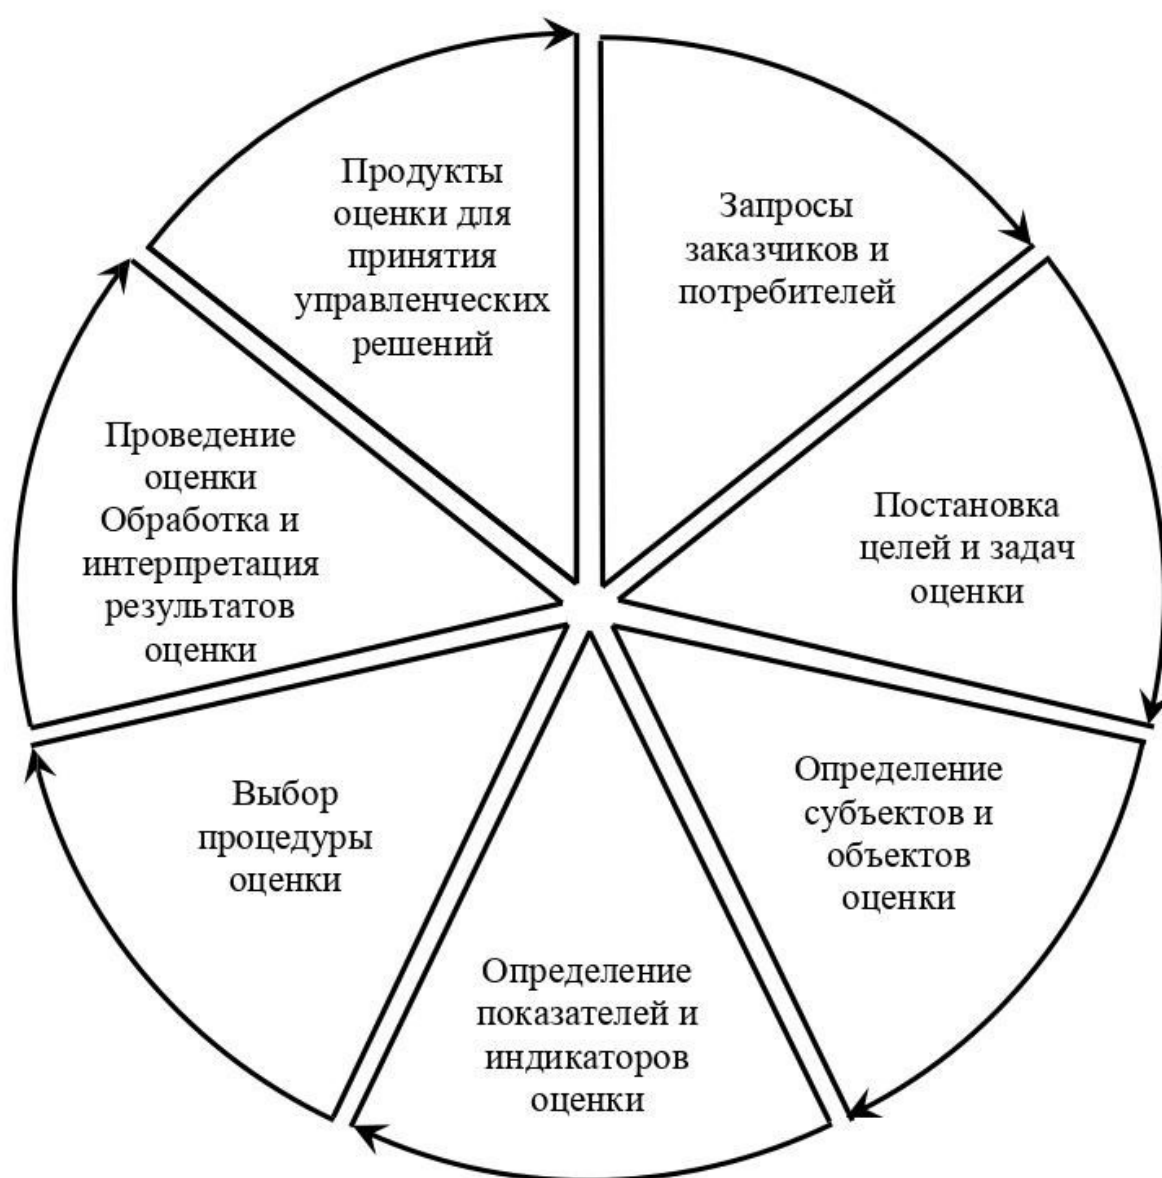 Запросы
заказчиков и
потребителей
Постановка
целей и задач
оценки
Определение
субъектов и
объектов
оценки
Определение
показателей и
индикаторов
оценки
Выбор
процедуры
оценки
Проведение
оценки
Обработка и
интерпретация
результатов
оценки
Продукты
оценки для
принятия
управленческих
решений